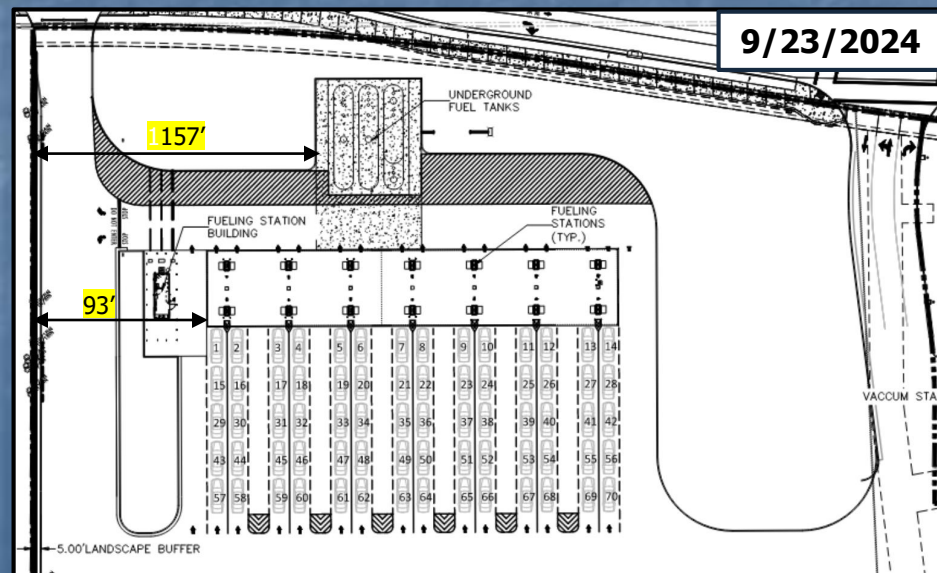 9/23/2024
UNDERGROUND
FUEL TANKS
1157’
FUELING STATION
BUILDING
FUELING
STATIONS
(TYP.)
DO NOT ENTER
93’
1 2 3 4 5 6 7 8 9 10 11 12 13 14
15 16 17 18 19 20 21 22 23 24 25 26 27 28
VACCUM STA
29 30 31 32 33 34 35 36 37 38 39 40 41 42
43 44 45 46 47 48 49 50 51 52 53 54 55 56
57 58 59 60 61 62 63 64 65 66 67 68 69 70
5.00'LANDSCAPE BUFFER